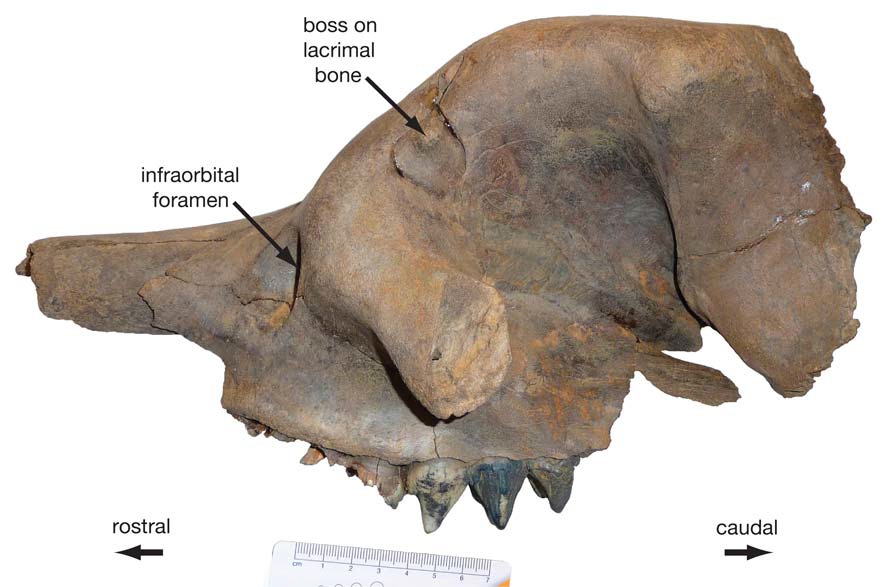 boss on
lacrimal
bone
infraorbital
foramen
rostral
caudal
cm 1 2 3 4 5 6 7